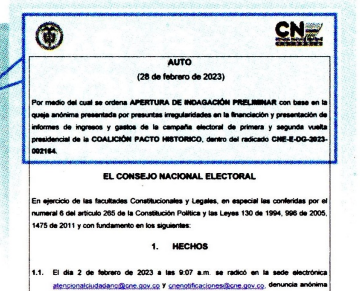 CNE
AUTO
(28 de febrero de 2023)
Por medio del cual se ordena APERTURA DE INDAGACIÓN PRELIMINAR con base en la
queja anónima presentada por presuntas irregularidades en la financiación y presentación de
informes de ingresos y gastos de la campaña electoral de primera y segunda vuelta
presidencial de la COALICIÓN PACTO HISTORICO, dentro del radicado CNE-E-DG-2023-
002164.
EL CONSEJO NACIONAL ELECTORAL
En ejercicio de las facultades Constitucionales y Legales, en especial las conferidas por el
numeral 6 del artículo 265 de la Constitución Política y las Leyes 130 de 1994, 996 de 2005,
1475 de 2011 y con fundamento en los siguientes:
1. HECHOS
1.1. El día 2 de febrero de 2023 a las 9:07 a.m. se radicó en la sede electrónica
atencionalciudadano@cne.gov.co y cnenotificaciones@cne.gov.co, denuncia anónima